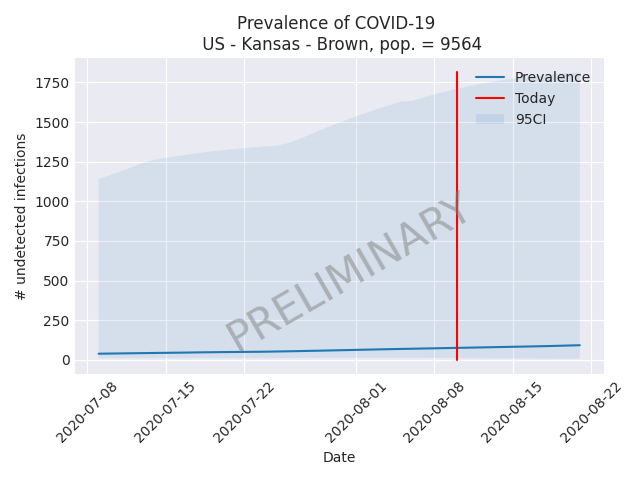 Prevalence of COVID-19
US - Kansas - Brown, pop. = 9564
Prevalence
Today
95CI
1750
1500
1250
1000
750
500
250
0
# undetected infections
PRELIMINARY
2020-07-08
2020-07-15
2020-07-22
2020-08-01
2020-08-08
2020-08-15
2020-08-22
Date